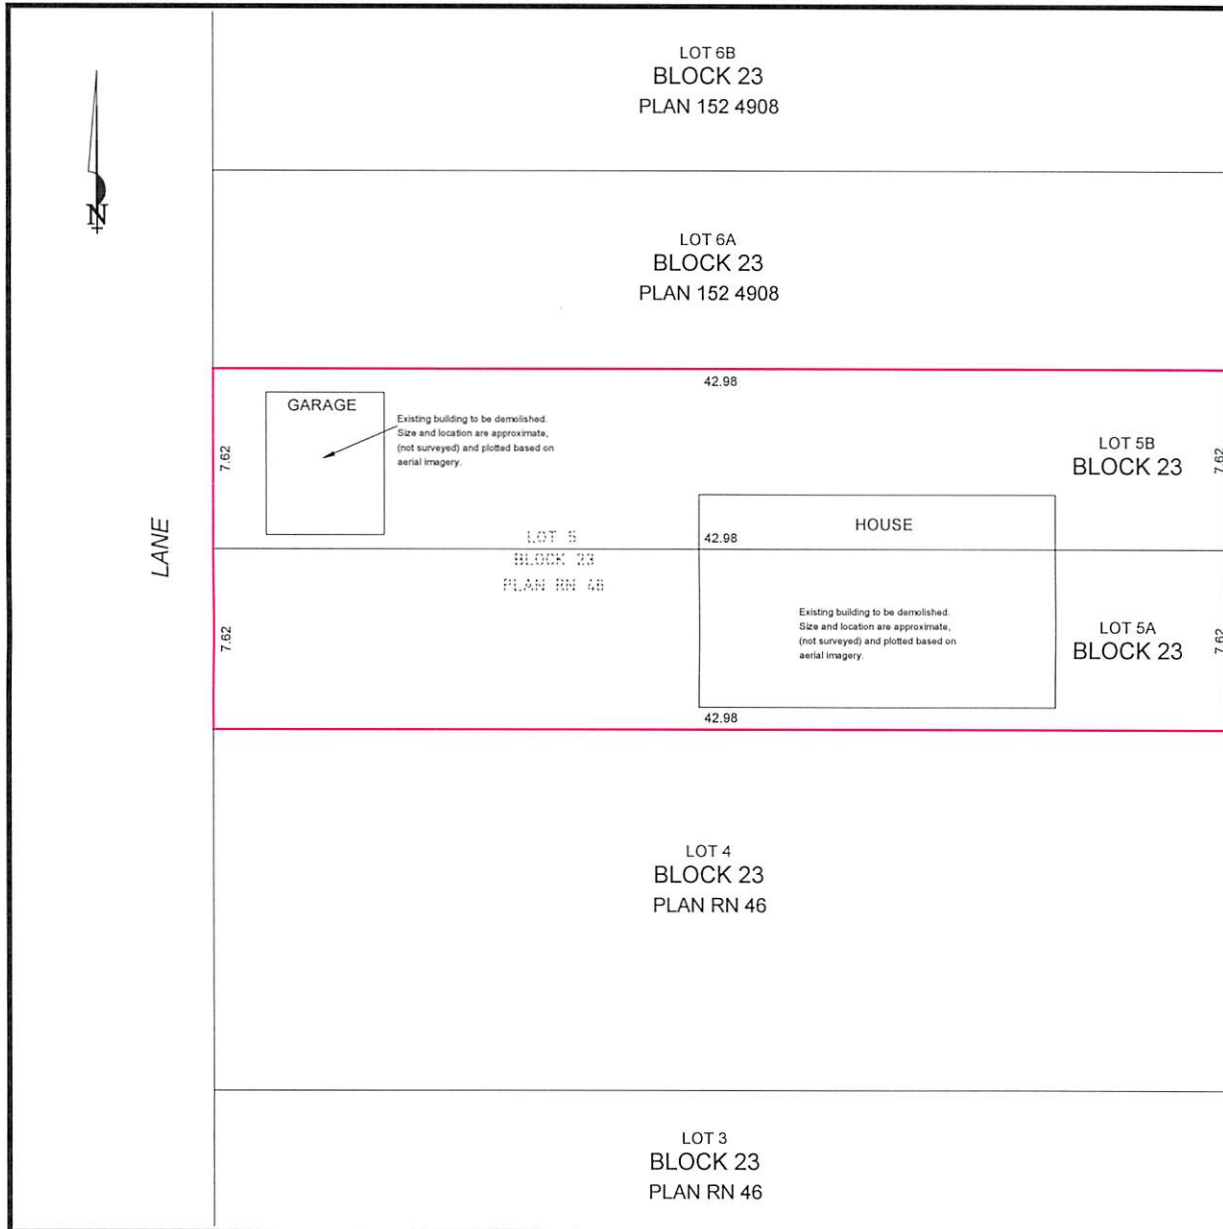 LOT 6B
BLOCK 23
PLAN 152 4908
N
LOT 6A
BLOCK 23
PLAN 152 4908
42.98
GARAGE
Existing building to be demolished.
Size and location are approximate,
(not surveyed) and plotted based on
aerial imagery.
7.62
LOT 5B
BLOCK 23
7.62
LANE
HOUSE
LOT 5
BLOCK 23
PLAN RN 46
42.98
7.62
Existing building to be demolished.
Size and location are approximate,
(not surveyed) and plotted based on
aerial imagery.
LOT 5A
BLOCK 23
7.62
42.98
LOT 4
BLOCK 23
PLAN RN 46
LOT 3
BLOCK 23
PLAN RN 46